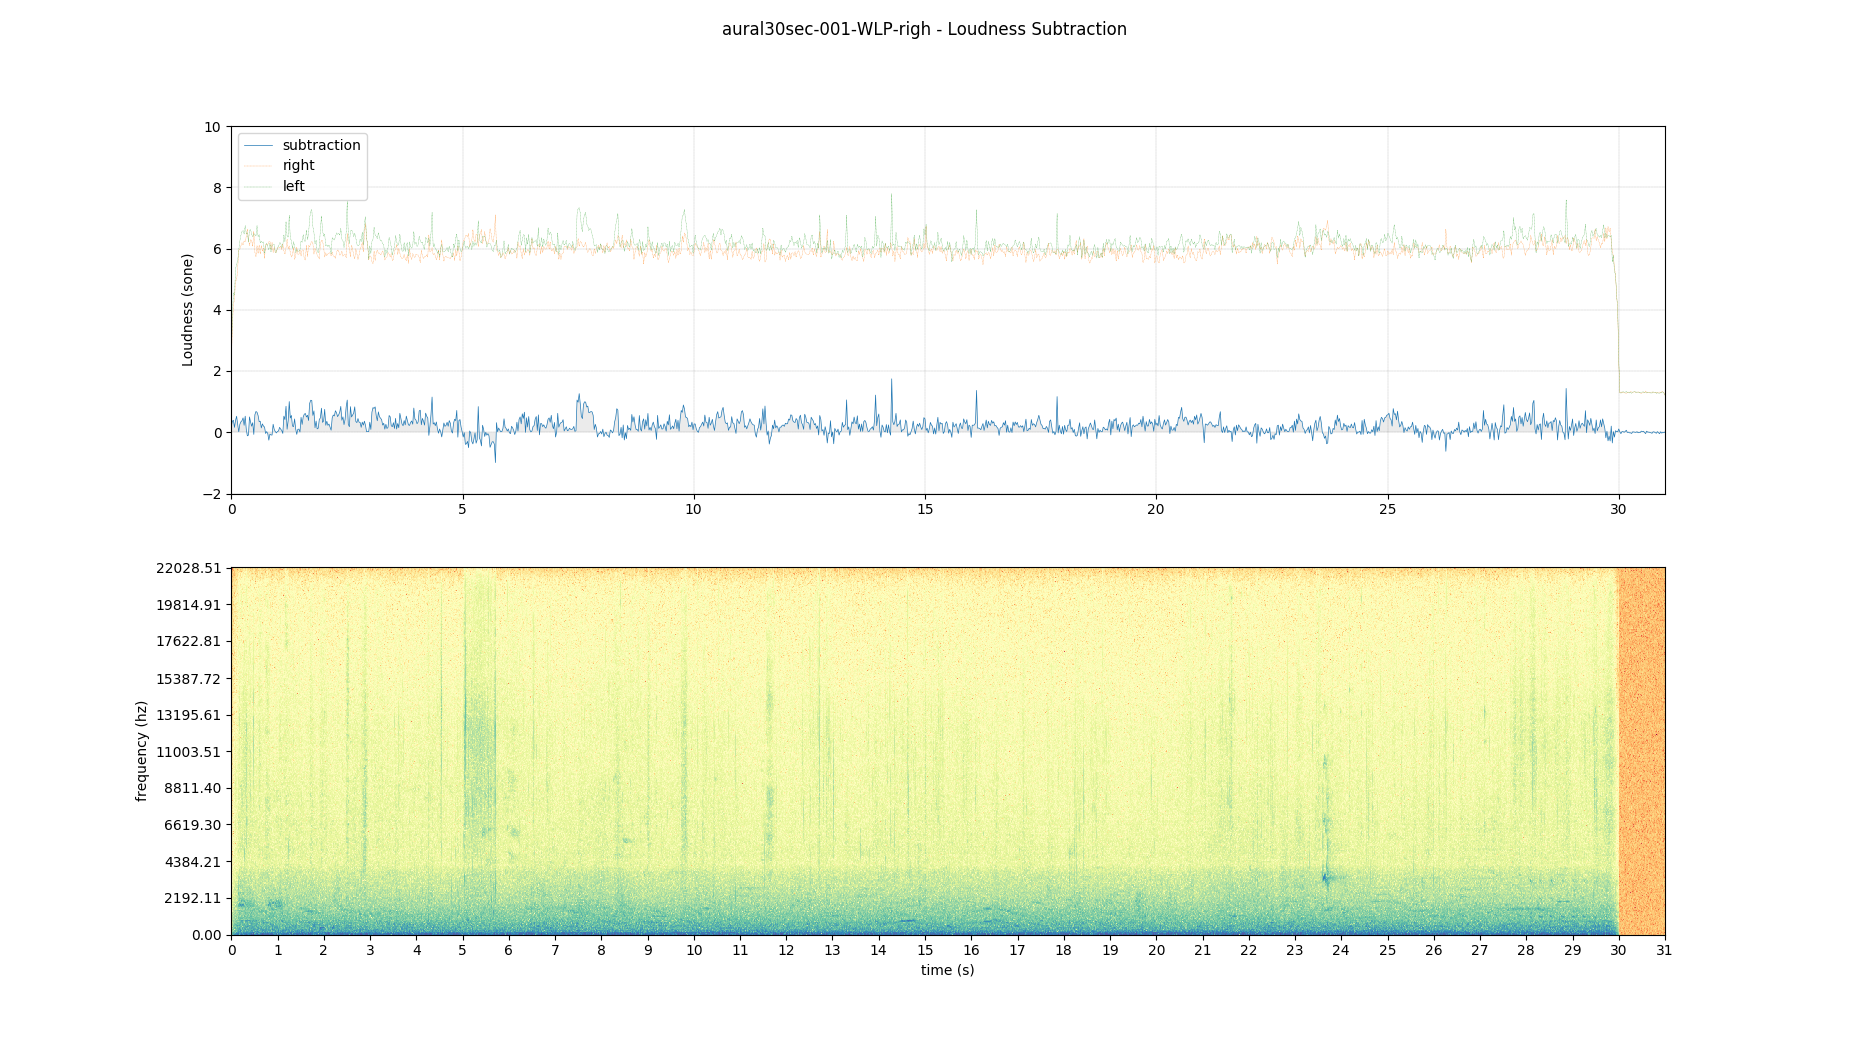 aural30sec-001-WLP-righ - Loudness Subtraction
10
8
6
4
2
0
−2
Loudness (sone)
subtraction
right
left
0 5 10 15 20 25 30
22028.51
19814.91
17622.81
15387.72
13195.61
11003.51
8811.40
6619.30
4384.21
2192.11
0.00
frequency (hz)
0 1 2 3 4 5 6 7 8 9 10 11 12 13 14 15 16 17 18 19 20 21 22 23 24 25 26 27 28 29 30 31
time (s)